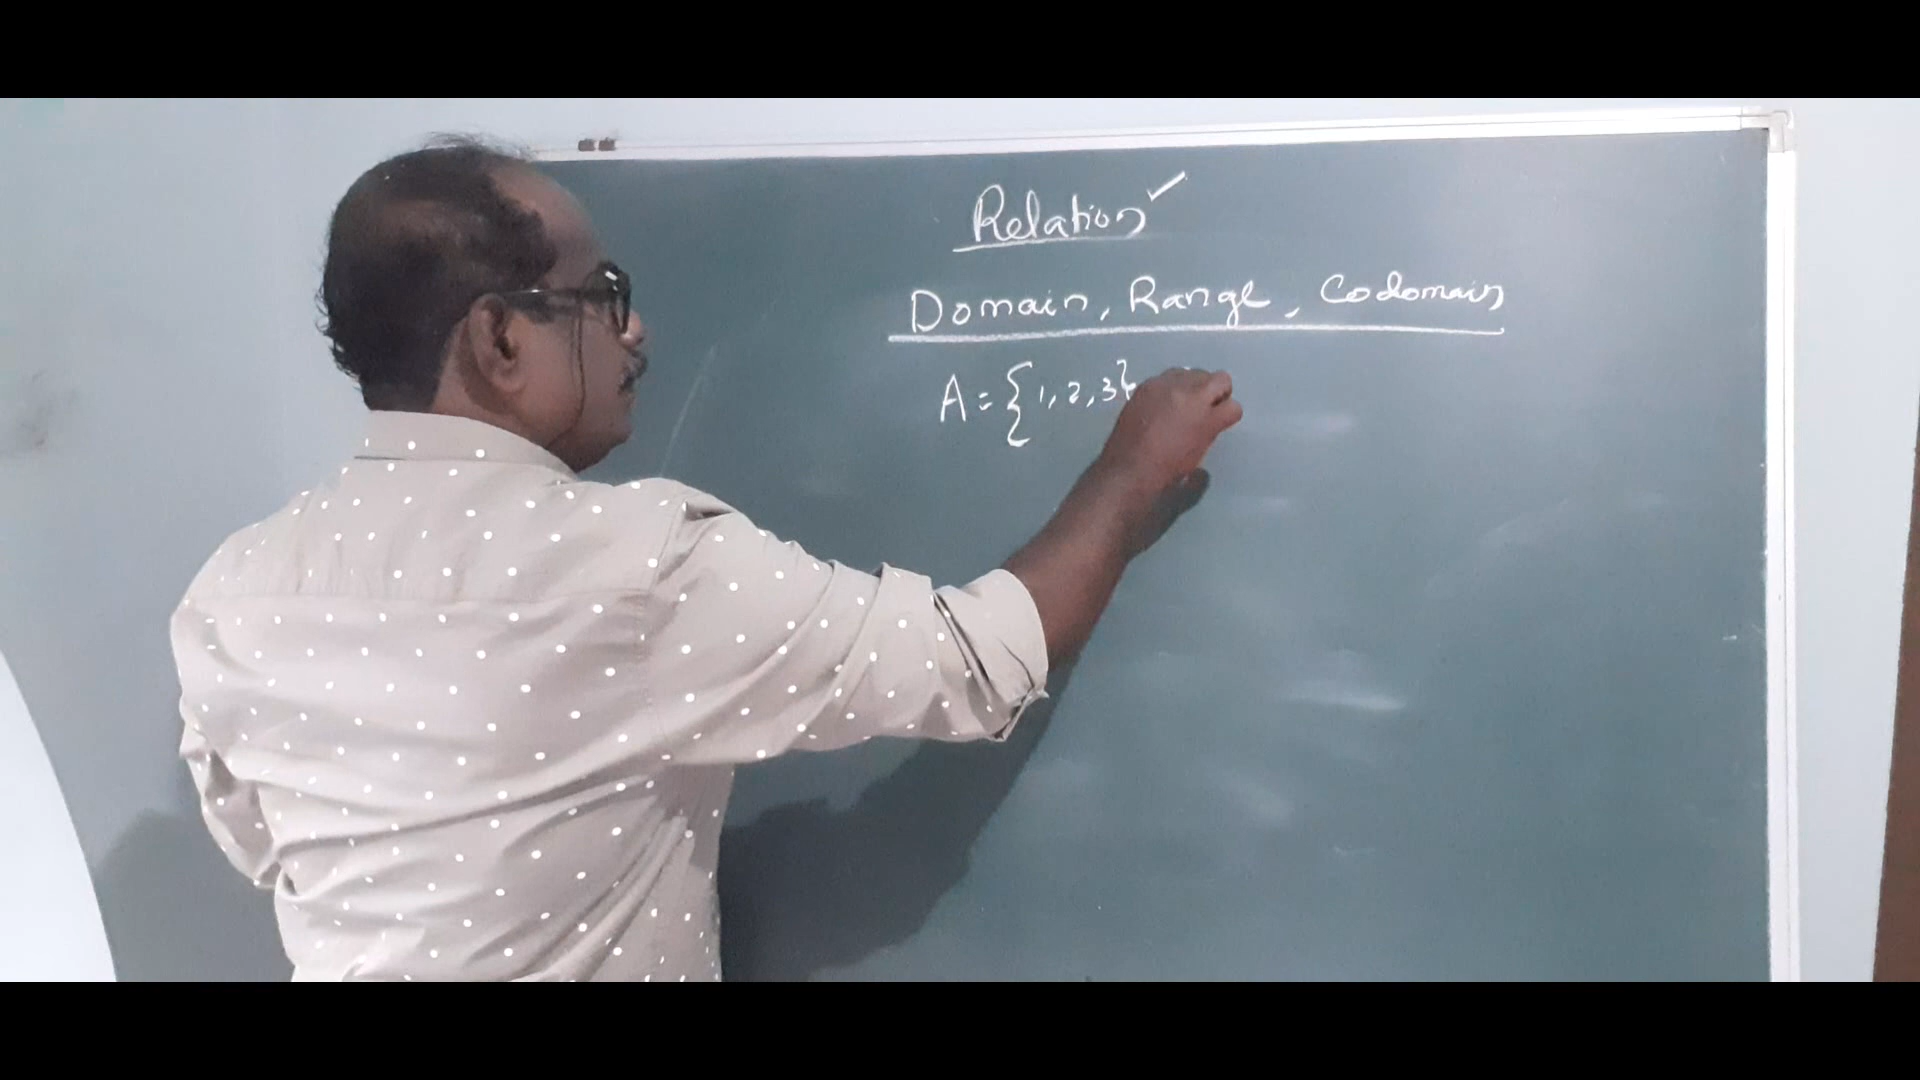 Relation ✓
Domain, Range, Codomain
A = {1, 2, 3}